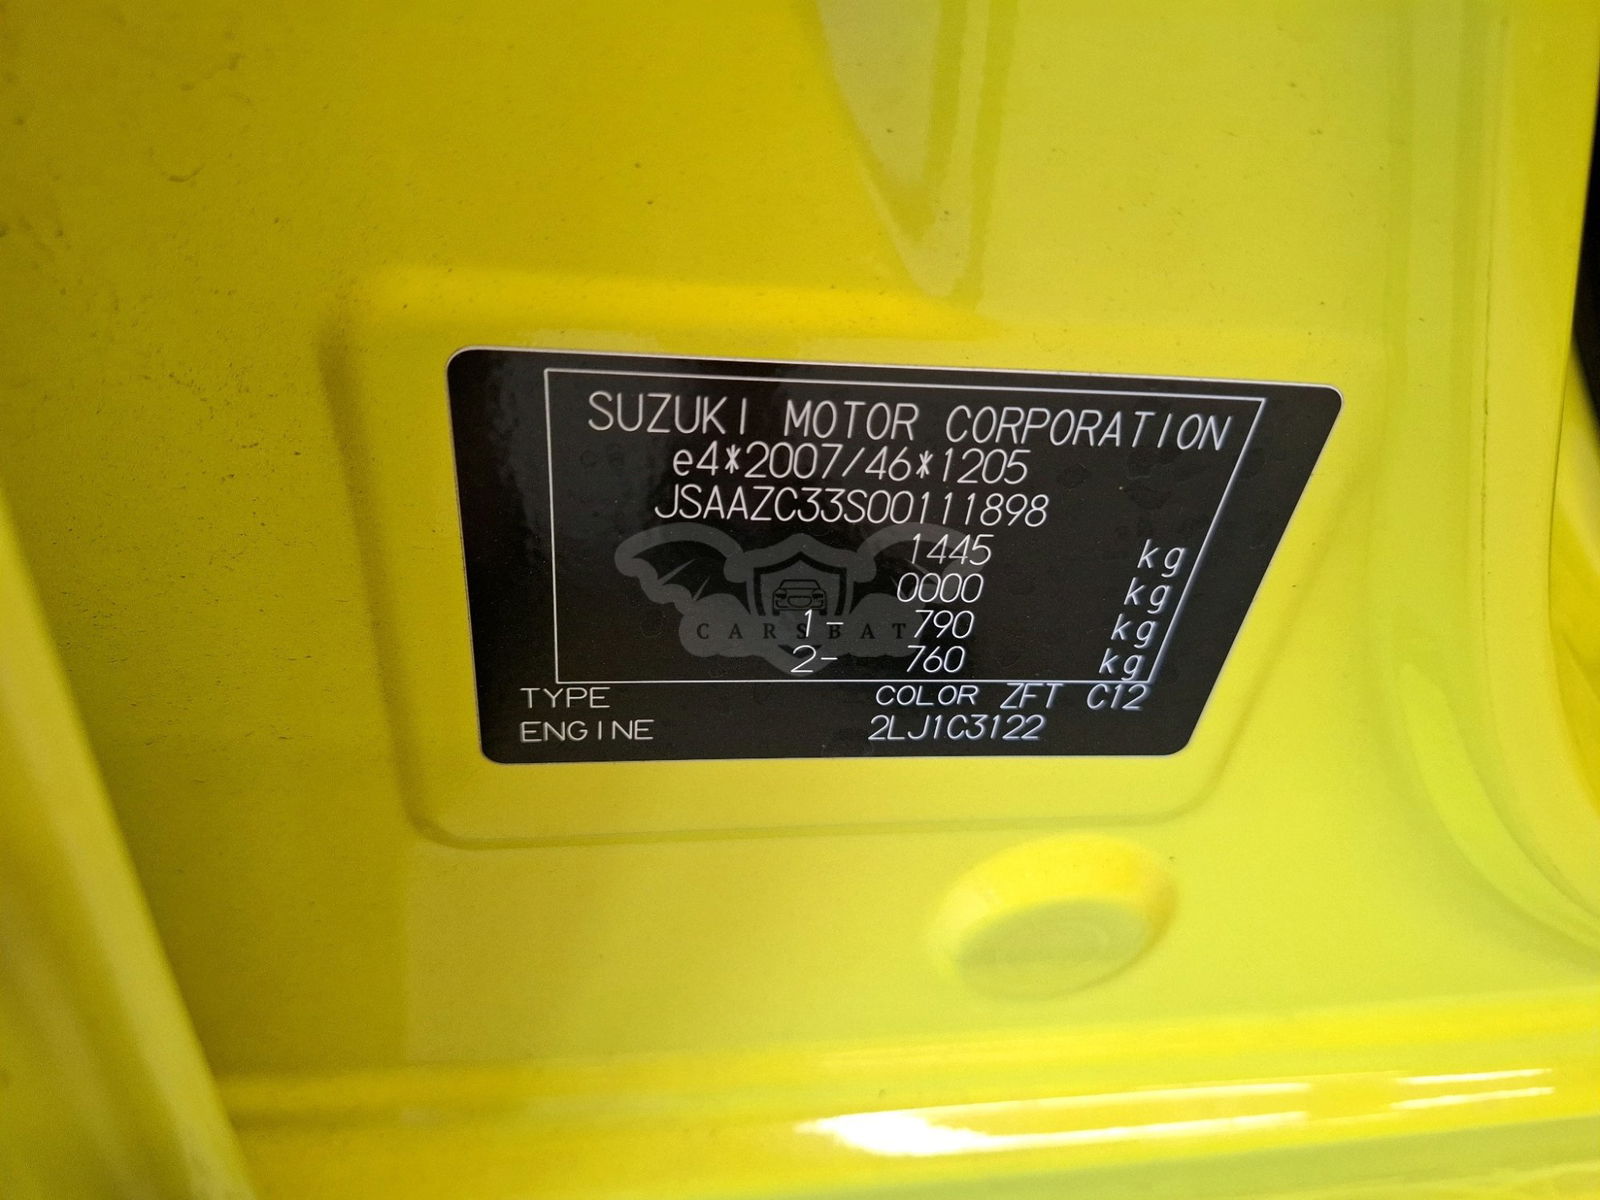 SUZUKI MOTOR CORPORATION
e4*2007/46*1205
JSAAZC33S00111898
1445 kg
0000 kg
1- 790 kg
2- 760 kg
TYPE COLOR ZFT C12
ENGINE 2LJ1C3122
CARSBAT